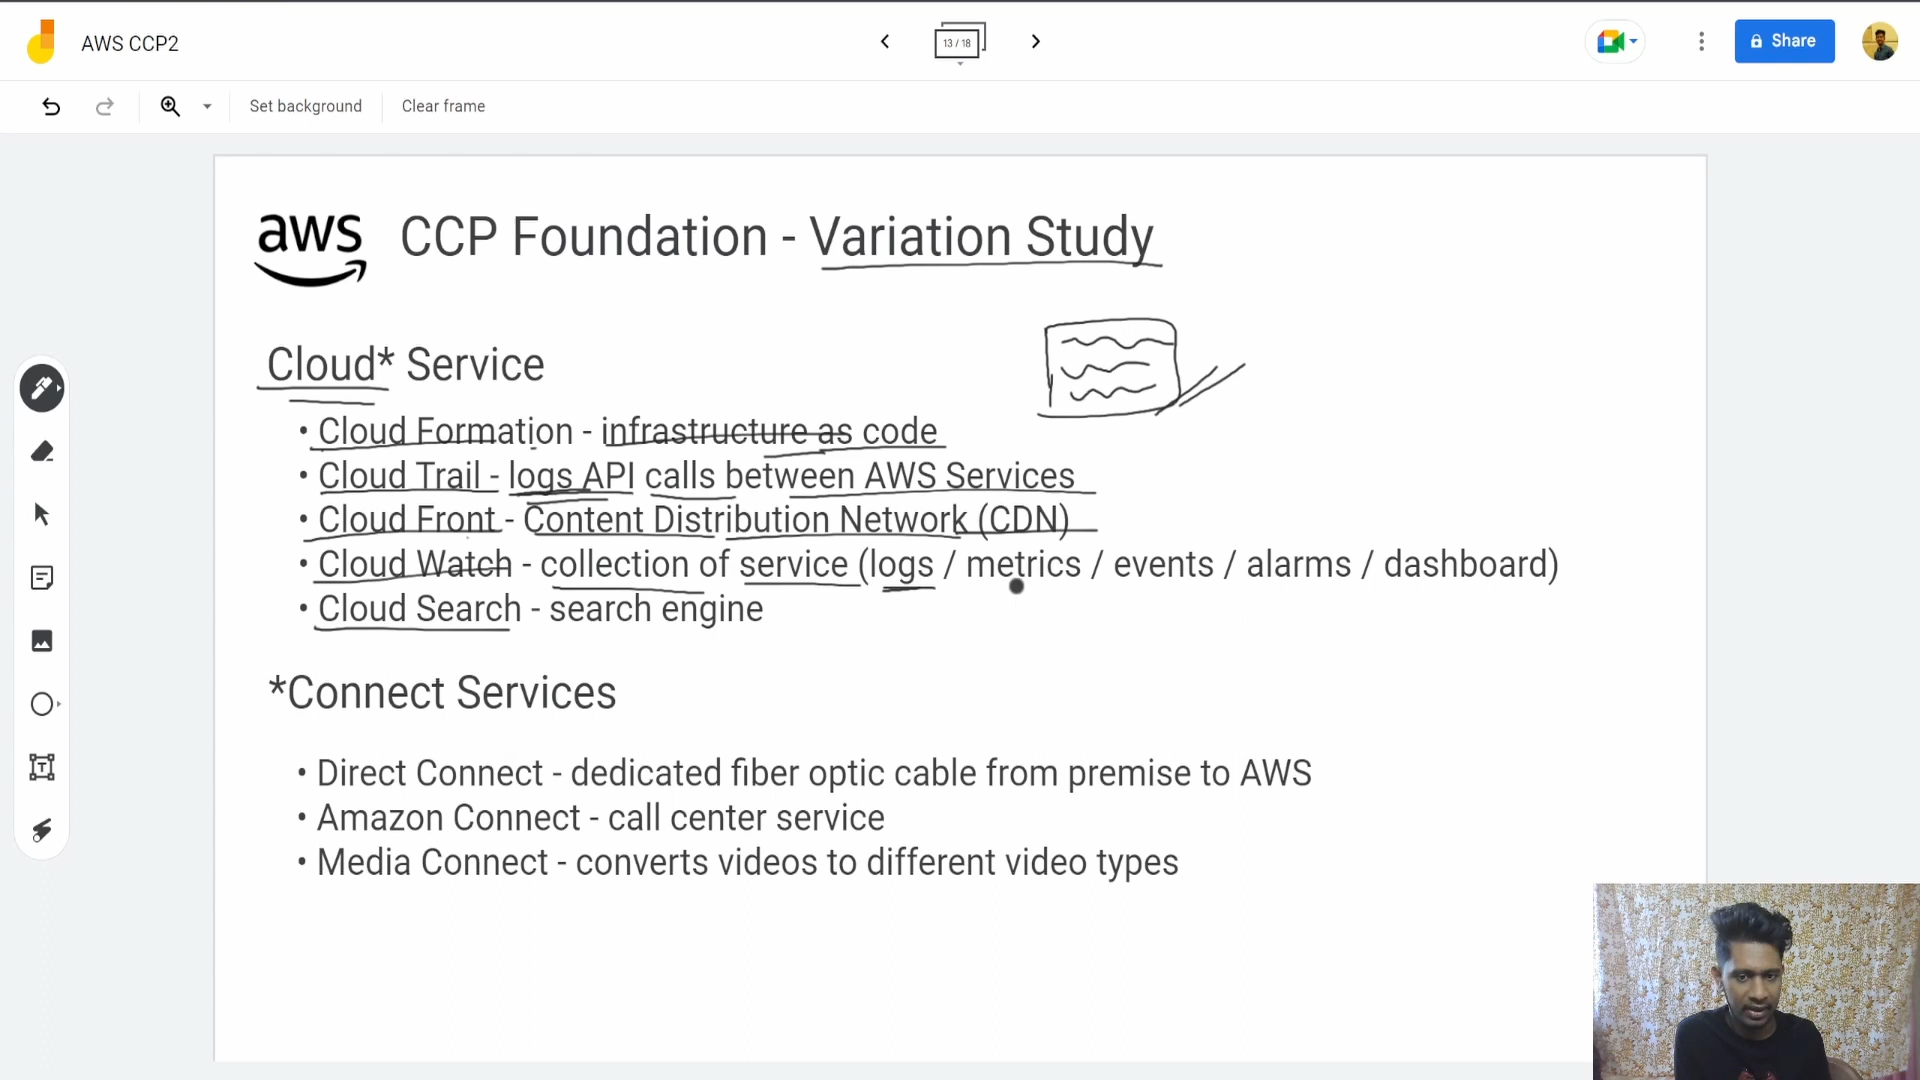 AWS CCP2
13 / 18
Share
Set background
Clear frame
aws CCP Foundation - Variation Study
Cloud* Service
• Cloud Formation - infrastructure as code
• Cloud Trail - logs API calls between AWS Services
• Cloud Front - Content Distribution Network (CDN)
• Cloud Watch - collection of service (logs / metrics / events / alarms / dashboard)
• Cloud Search - search engine
*Connect Services
• Direct Connect - dedicated fiber optic cable from premise to AWS
• Amazon Connect - call center service
• Media Connect - converts videos to different video types